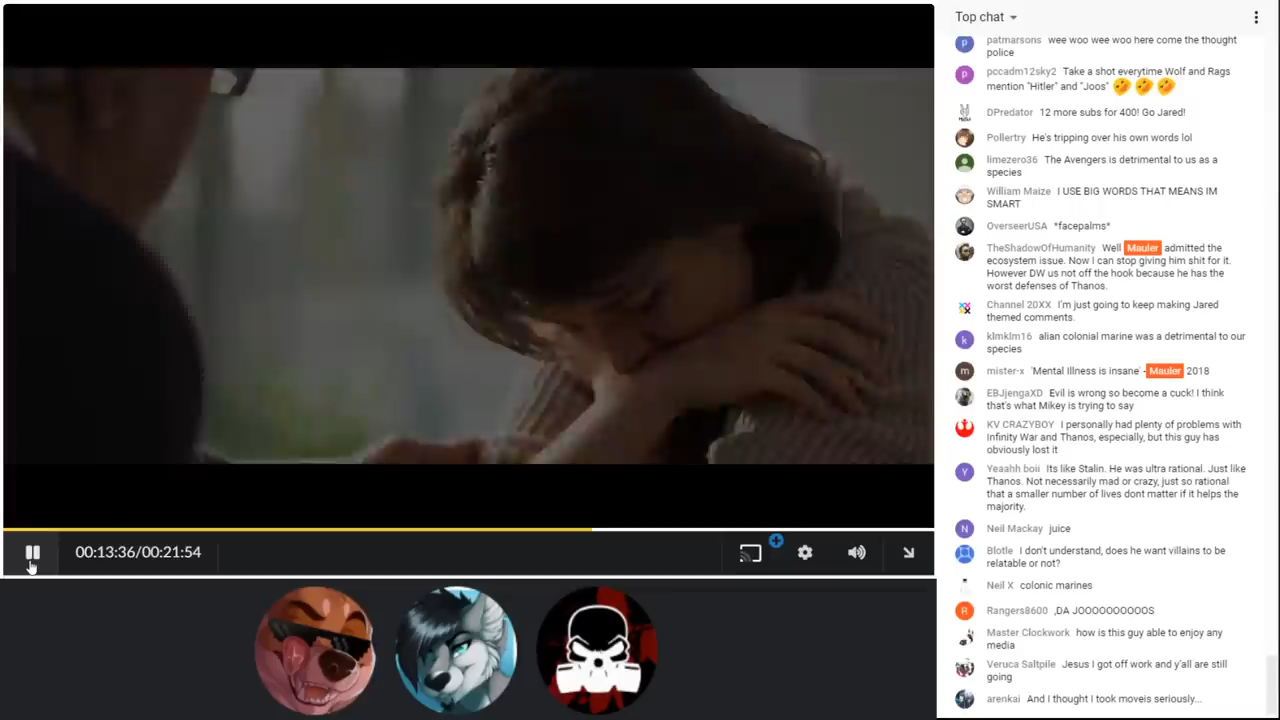 Top chat
patmarsons wee woo wee woo here come the thought
police
pccadm12sky2 Take a shot everytime Wolf and Rags
mention "Hitler" and "Joos"
DPredator 12 more subs for 400! Go Jared!
Pollertry He's tripping over his own words lol
limezero36 The Avengers is detrimental to us as a
species
William Maize I USE BIG WORDS THAT MEANS IM
SMART
OverseerUSA *facepalms*
TheShadowOfHumanity Well Mauler admitted the
ecosystem issue. Now I can stop giving him shit for it.
However DW us not off the hook because he has the
worst defenses of Thanos.
Channel 20XX I'm just going to keep making Jared
themed comments.
klmklm16 alian colonial marine was a detrimental to our
species
mister-x 'Mental Illness is insane' - Mauler 2018
EBJjengaXD Evil is wrong so become a cuck! I think
that's what Mikey is trying to say
KV CRAZYBOY I personally had plenty of problems with
Infinity War and Thanos, especially, but this guy has
obviously lost it
Yeaahh boii Its like Stalin. He was ultra rational. Just like
Thanos. Not necessarily mad or crazy, just so rational
that a smaller number of lives dont matter if it helps the
majority.
Neil Mackay juice
Blotle I don't understand, does he want villains to be
relatable or not?
Neil X colonic marines
Rangers8600 ,DA JOOOOOOOOOS
Master Clockwork how is this guy able to enjoy any
media
Veruca Saltpile Jesus I got off work and y'all are still
going
arenkai And I thought I took moveis seriously...
00:13:36/00:21:54